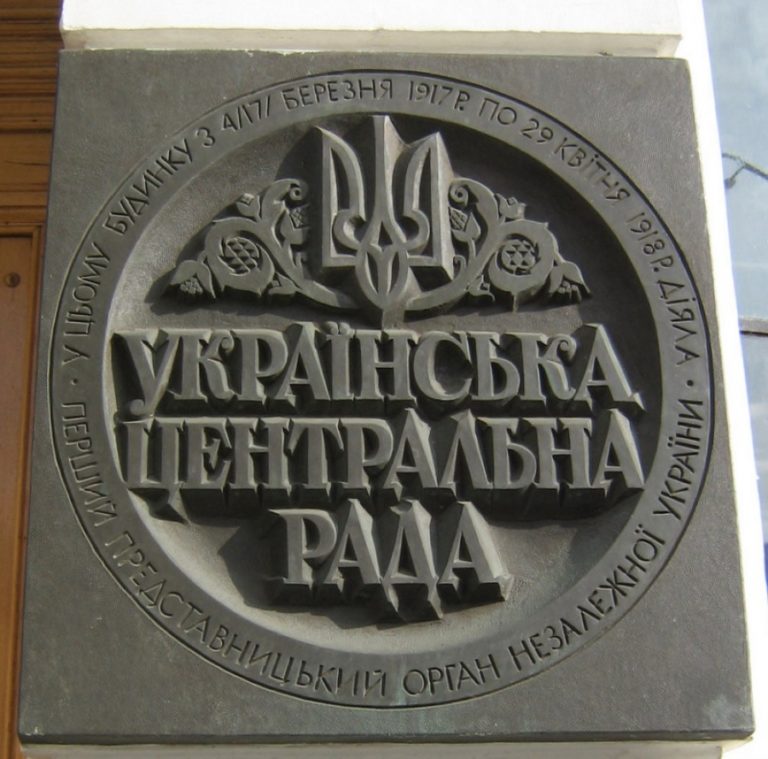 У ЦЬОМУ БУДИНКУ З 4/17/ БЕРЕЗНЯ 1917 Р. ПО 29 КВІТНЯ 1918 Р. ДІЯЛА
УКРАЇНСЬКА
ЦЕНТРАЛЬНА
РАДА
ПЕРШИЙ ПРЕДСТАВНИЦЬКИЙ ОРГАН НЕЗАЛЕЖНОЇ УКРАЇНИ